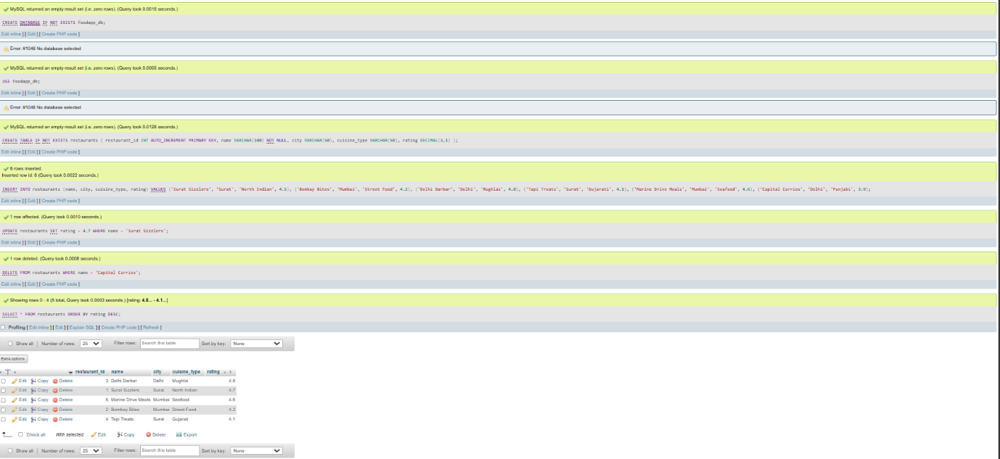 MySQL returned an empty result set (i.e. zero rows). (Query took 0.0015 seconds.)
CREATE DATABASE IF NOT EXISTS foodapp_db;
Edit inline ] [ Edit ] [ Create PHP code ]
Error: #1046 No database selected
MySQL returned an empty result set (i.e. zero rows). (Query took 0.0005 seconds.)
USE foodapp_db;
Edit inline ] [ Edit ] [ Create PHP code ]
Error: #1046 No database selected
MySQL returned an empty result set (i.e. zero rows). (Query took 0.0128 seconds.)
CREATE TABLE IF NOT EXISTS restaurants ( restaurant_id INT AUTO_INCREMENT PRIMARY KEY, name VARCHAR(100) NOT NULL, city VARCHAR(50), cuisine_type VARCHAR(50), rating DECIMAL(3,1) );
Edit inline ] [ Edit ] [ Create PHP code ]
6 rows inserted.
Inserted row id: 6 (Query took 0.0022 seconds.)
INSERT INTO restaurants (name, city, cuisine_type, rating) VALUES ('Surat Sizzlers', 'Surat', 'North Indian', 4.5), ('Bombay Bites', 'Mumbai', 'Street Food', 4.2), ('Delhi Darbar', 'Delhi', 'Mughlai', 4.8), ('Tapi Treats', 'Surat', 'Gujarati', 4.1), ('Marine Drive Meals', 'Mumbai', 'Seafood', 4.6), ('Capital Curries', 'Delhi', 'Punjabi', 3.9);
Edit inline ] [ Edit ] [ Create PHP code ]
1 row affected. (Query took 0.0010 seconds.)
UPDATE restaurants SET rating = 4.7 WHERE name = 'Surat Sizzlers';
Edit inline ] [ Edit ] [ Create PHP code ]
1 row deleted. (Query took 0.0006 seconds.)
DELETE FROM restaurants WHERE name = 'Capital Curries';
Edit inline ] [ Edit ] [ Create PHP code ]
Showing rows 0 - 4 (5 total, Query took 0.0003 seconds.) [rating: 4.8... - 4.1...]
SELECT * FROM restaurants ORDER BY rating DESC;
Profiling [ Edit inline ] [ Edit ] [ Explain SQL ] [ Create PHP code ] [ Refresh ]
Show all | Number of rows: 25 Filter rows: Search this table Sort by key: None
Extra options
restaurant_id name city cuisine_type rating 1
Edit Copy Delete 3 Delhi Darbar Delhi Mughlai 4.8
Edit Copy Delete 1 Surat Sizzlers Surat North Indian 4.7
Edit Copy Delete 5 Marine Drive Meals Mumbai Seafood 4.6
Edit Copy Delete 2 Bombay Bites Mumbai Street Food 4.2
Edit Copy Delete 4 Tapi Treats Surat Gujarati 4.1
Check all With selected: Edit Copy Delete Export
Show all | Number of rows: 25 Filter rows: Search this table Sort by key: None